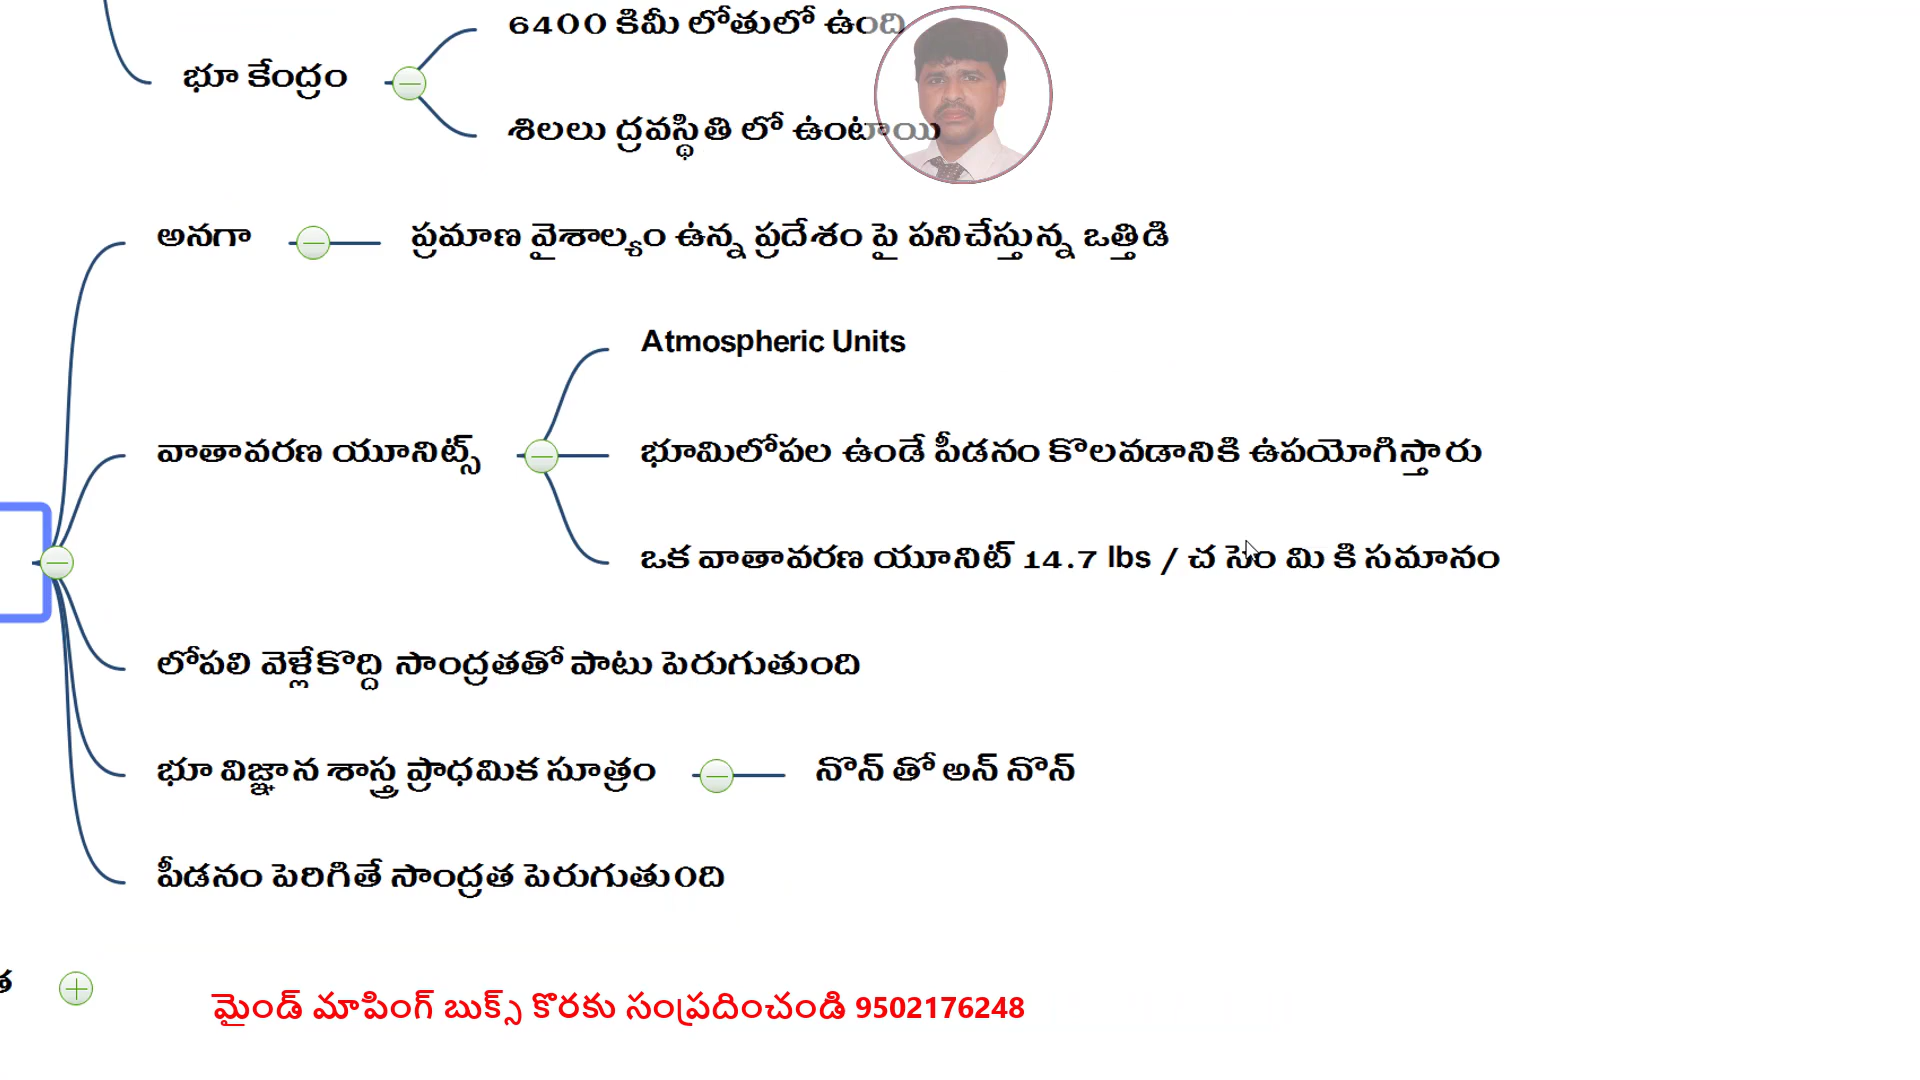 6400 కిమీ లోతులో ఉంది
భూ కేంద్రం
శిలలు ద్రవస్థితి లో ఉంటాయి
అనగా
ప్రమాణ వైశాల్యం ఉన్న ప్రదేశం పై పనిచేస్తున్న ఒత్తిడి
Atmospheric Units
వాతావరణ యూనిట్స్
భూమిలోపల ఉండే పీడనం కొలవడానికి ఉపయోగిస్తారు
ఒక వాతావరణ యూనిట్ 14.7 lbs / చ సెం మి కి సమానం
లోపలి వెళ్లేకొద్ది సాంద్రతతో పాటు పెరుగుతుంది
భూ విజ్ఞాన శాస్త్ర ప్రాధమిక సూత్రం
నొన్ తో అన్ నొన్
పీడనం పెరిగితే సాంద్రత పెరుగుతు0ది
మైండ్ మాపింగ్ బుక్స్ కొరకు సంప్రదించండి 9502176248